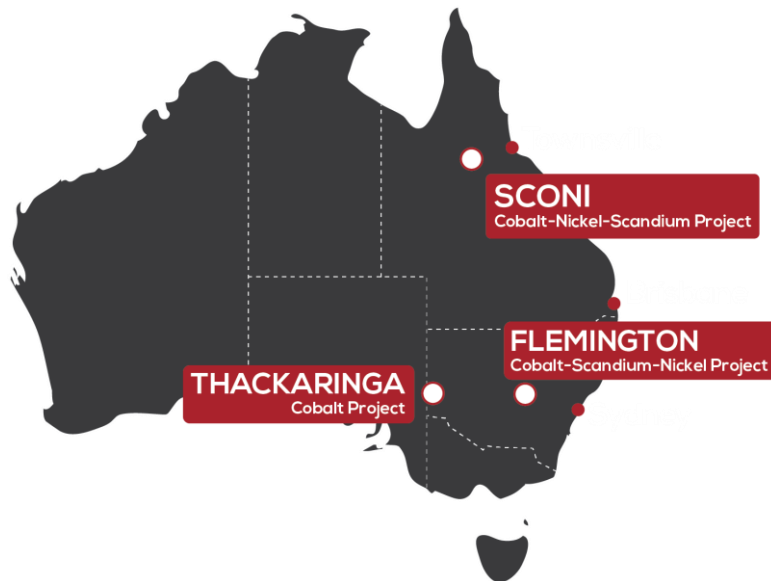 SCONI
Cobalt-Nickel-Scandium Project
FLEMINGTON
Cobalt-Scandium-Nickel Project
THACKARINGA
Cobalt Project